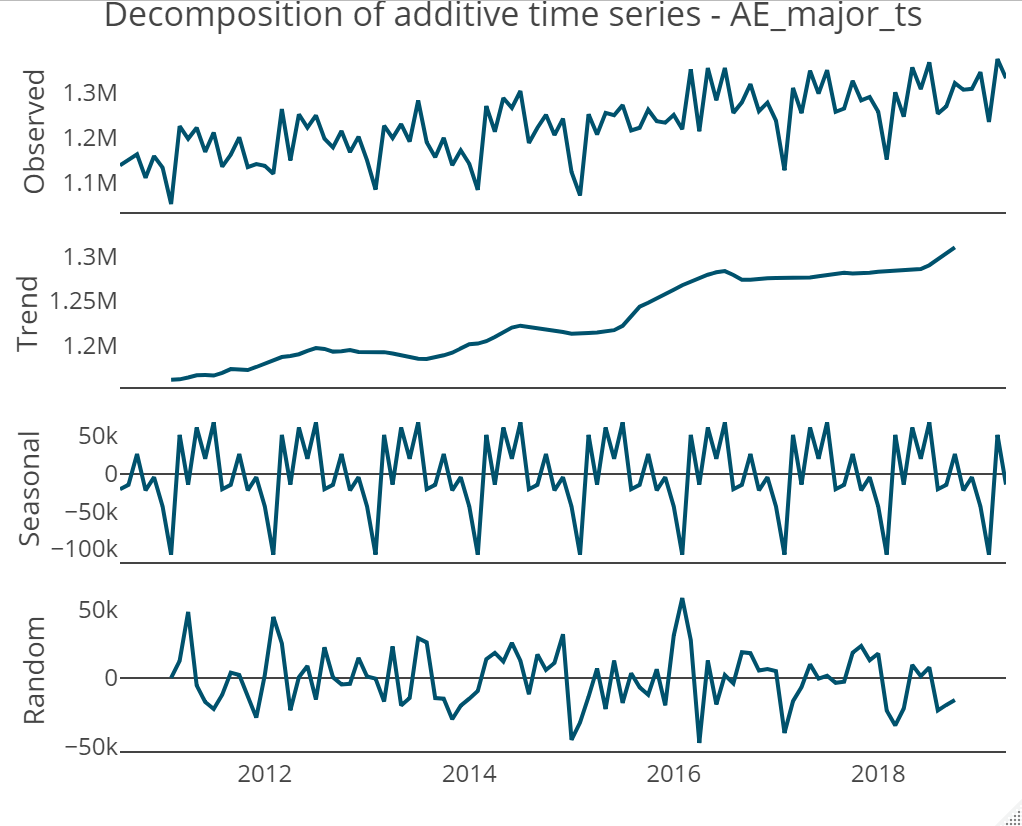 Decomposition of additive time series - AE_major_ts
Observed
1.3M
1.2M
1.1M
Trend
1.3M
1.25M
1.2M
Seasonal
50k
0
−50k
−100k
Random
50k
0
−50k
2012 2014 2016 2018